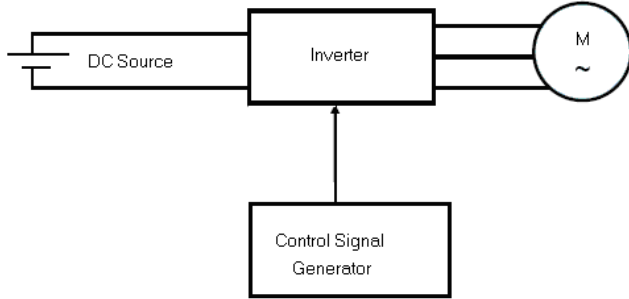 DC Source
Inverter
M
~
Control Signal
Generator